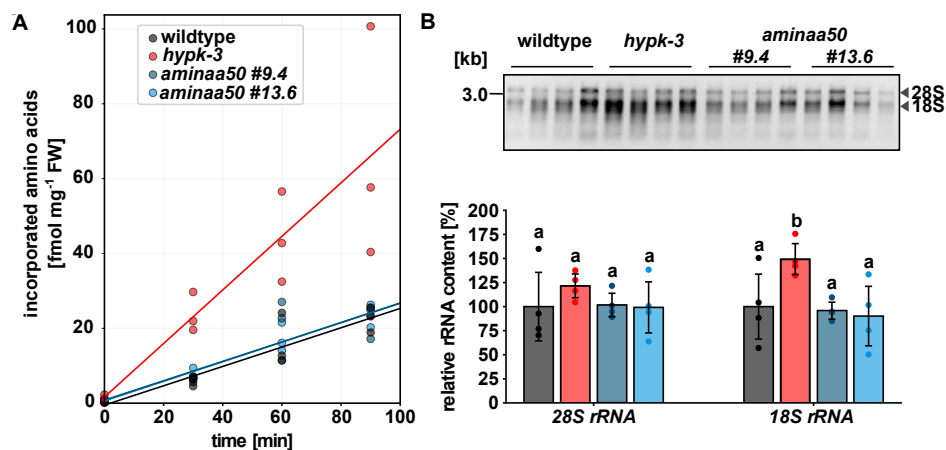 A
incorporated amino acids
[fmol mg⁻¹ FW]
100
80
60
40
20
0
0
20
40
60
80
100
time [min]
wildtype
hypk-3
aminaa50 #9.4
aminaa50 #13.6
B
[kb]
wildtype
hypk-3
aminaa50
#9.4
#13.6
3.0
28S
18S
relative rRNA content [%]
200
175
150
125
100
75
50
25
0
a
a
a
a
a
b
a
a
28S rRNA
18S rRNA